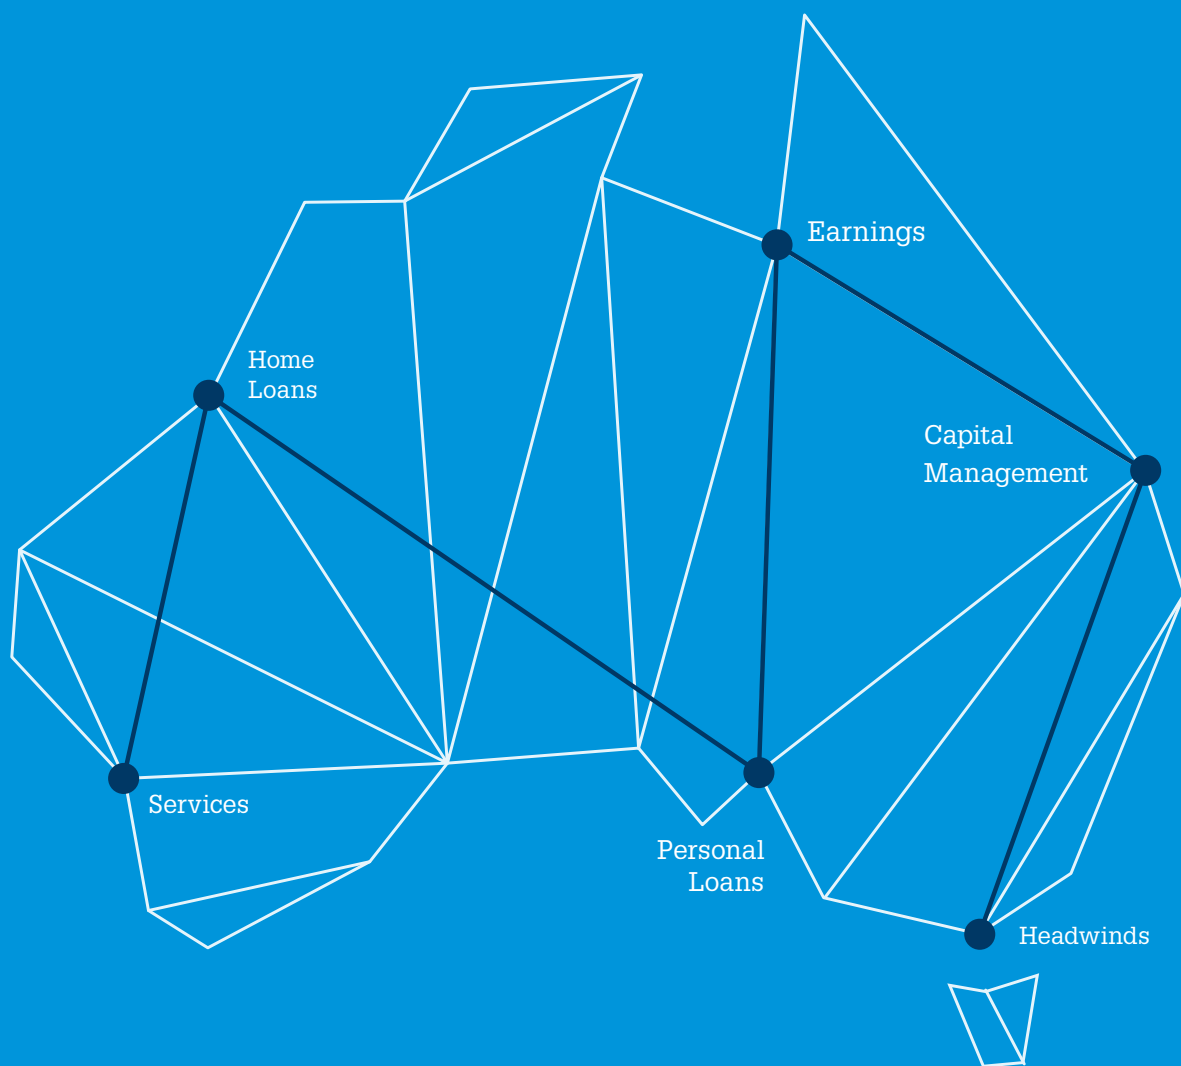 Earnings
Home
Loans
Capital
Management
Services
Personal
Loans
Headwinds